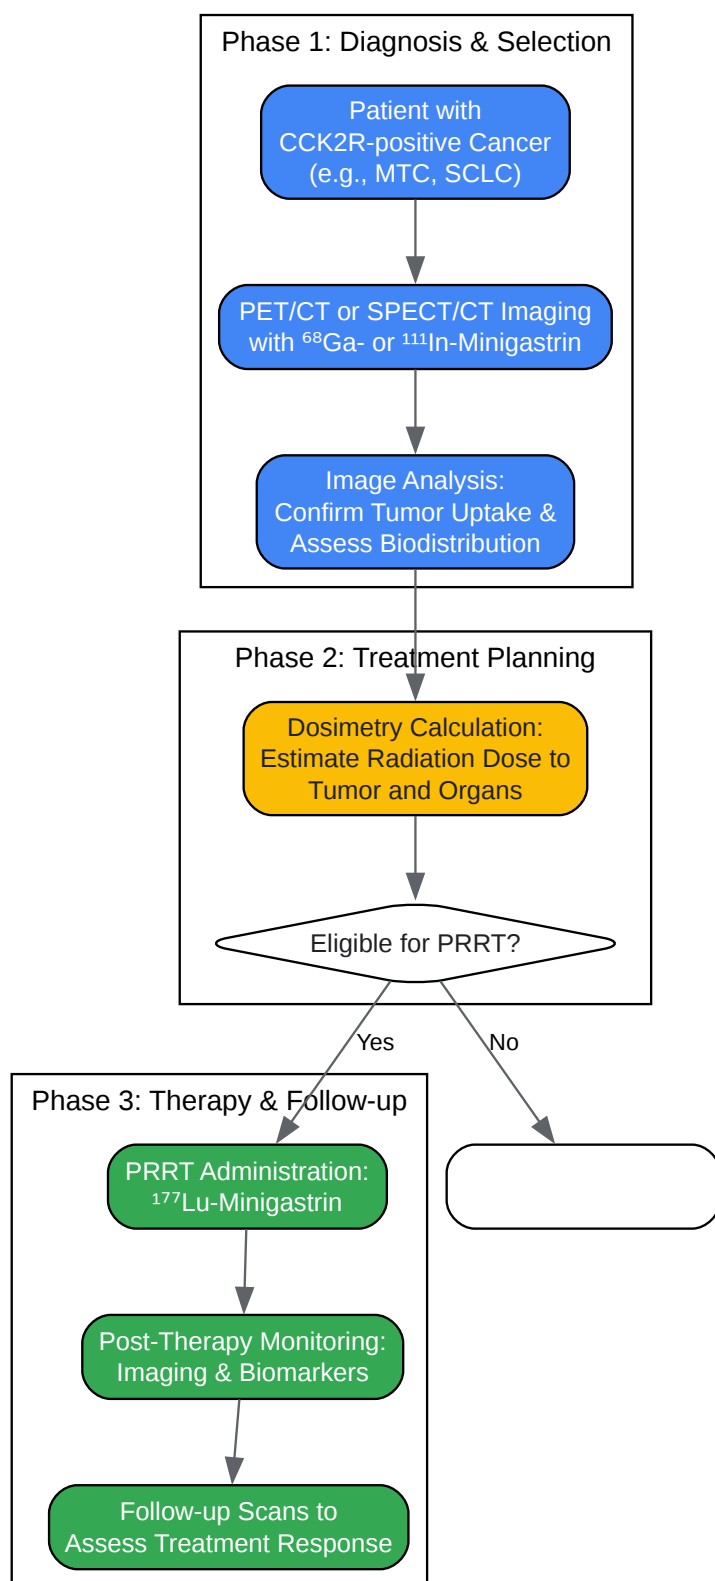 Phase 1: Diagnosis & Selection
Patient with
CCK2R-positive Cancer
(e.g., MTC, SCLC)
PET/CT or SPECT/CT Imaging
with ⁶⁸Ga- or ¹¹¹In-Minigastrin
Image Analysis:
Confirm Tumor Uptake &
Assess Biodistribution
Phase 2: Treatment Planning
Dosimetry Calculation:
Estimate Radiation Dose to
Tumor and Organs
Eligible for PRRT?
Yes
No
Phase 3: Therapy & Follow-up
PRRT Administration:
¹⁷⁷Lu-Minigastrin
Post-Therapy Monitoring:
Imaging & Biomarkers
Follow-up Scans to
Assess Treatment Response